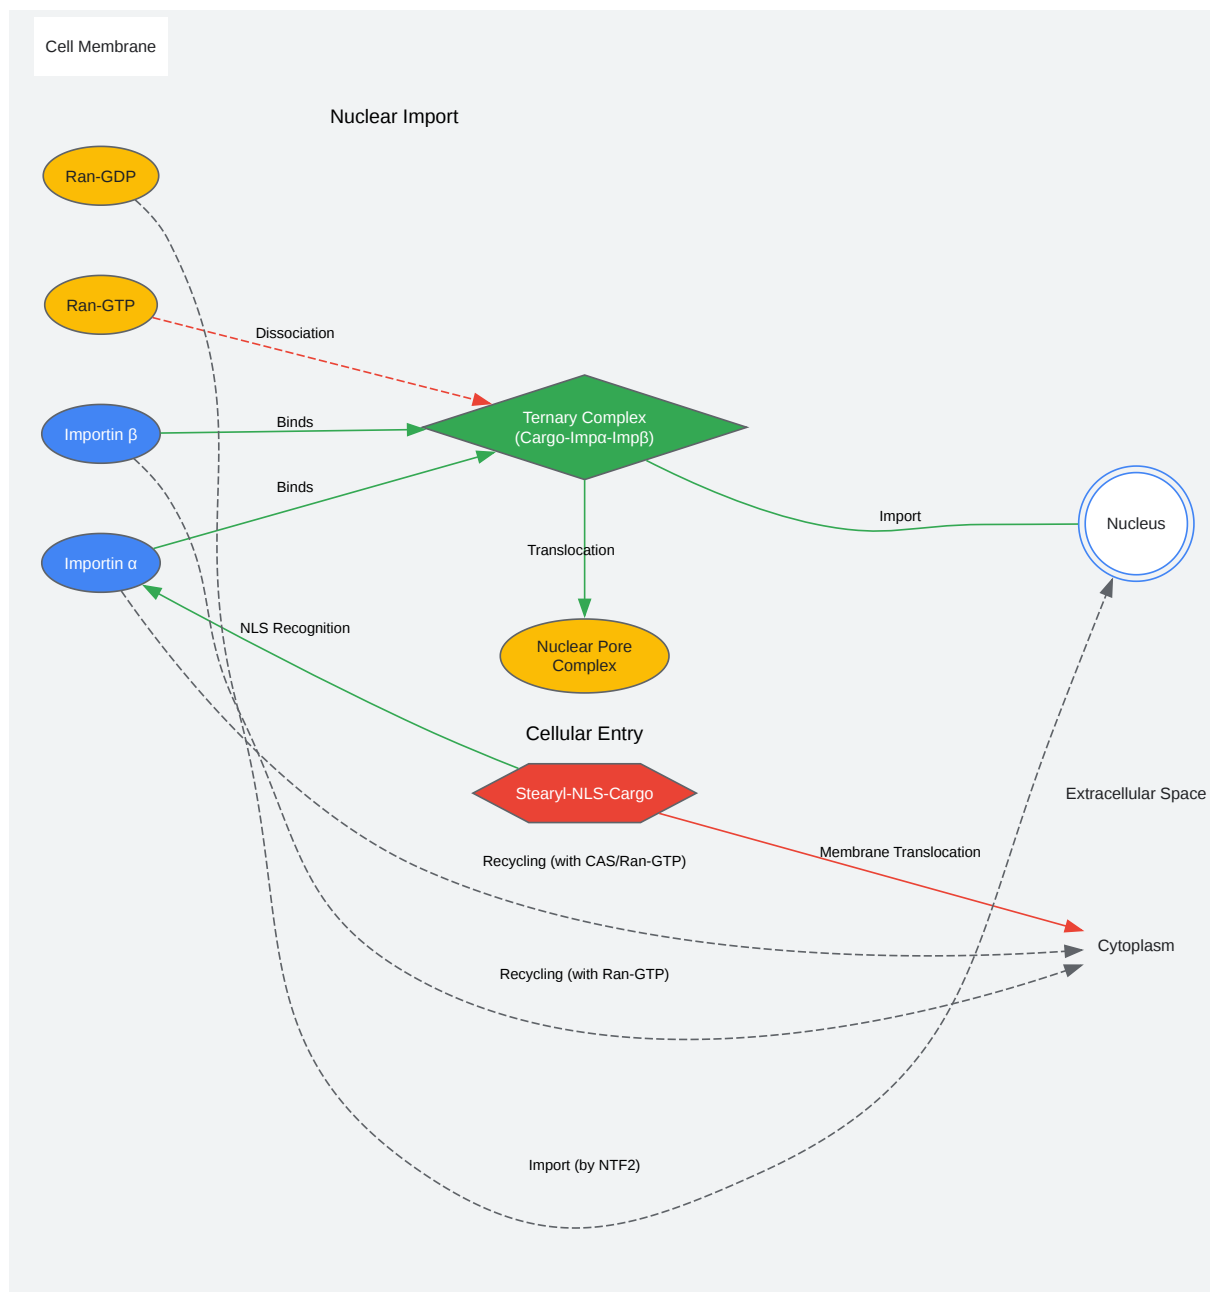 Cell Membrane
Nuclear Import
Ran-GDP
Ran-GTP
Dissociation
Importin β
Binds
Ternary Complex
(Cargo-Impα-Impβ)
Binds
Import
Nucleus
Translocation
Importin α
NLS Recognition
Nuclear Pore
Complex
Cellular Entry
Stearyl-NLS-Cargo
Extracellular Space
Membrane Translocation
Recycling (with CAS/Ran-GTP)
Cytoplasm
Recycling (with Ran-GTP)
Import (by NTF2)